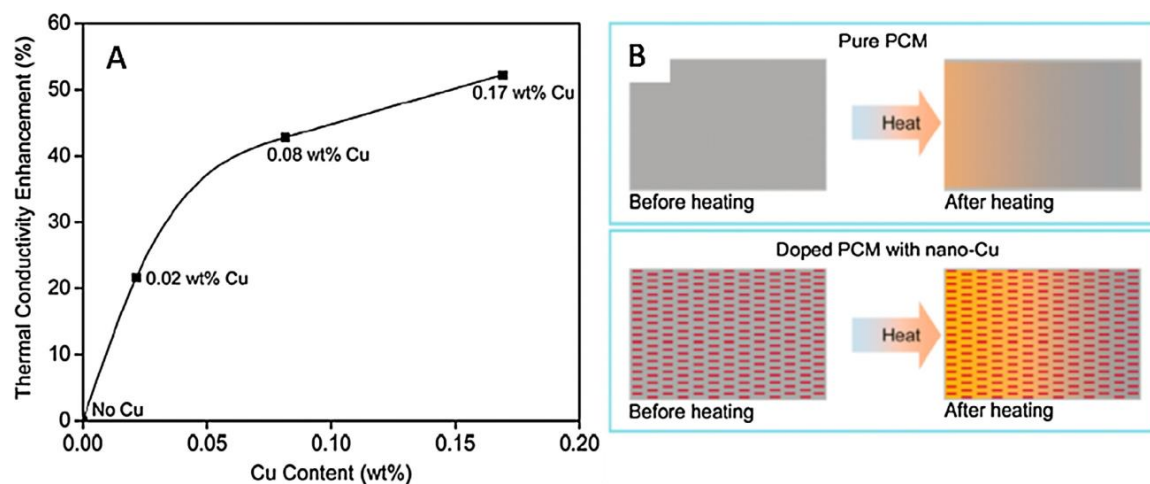 A
Thermal Conductivity Enhancement (%)
60
50
40
30
20
10
0
0.17 wt% Cu
0.08 wt% Cu
0.02 wt% Cu
No Cu
0.00 0.05 0.10 0.15 0.20
Cu Content (wt%)
B
Pure PCM
Heat
Before heating After heating
Doped PCM with nano-Cu
Heat
Before heating After heating